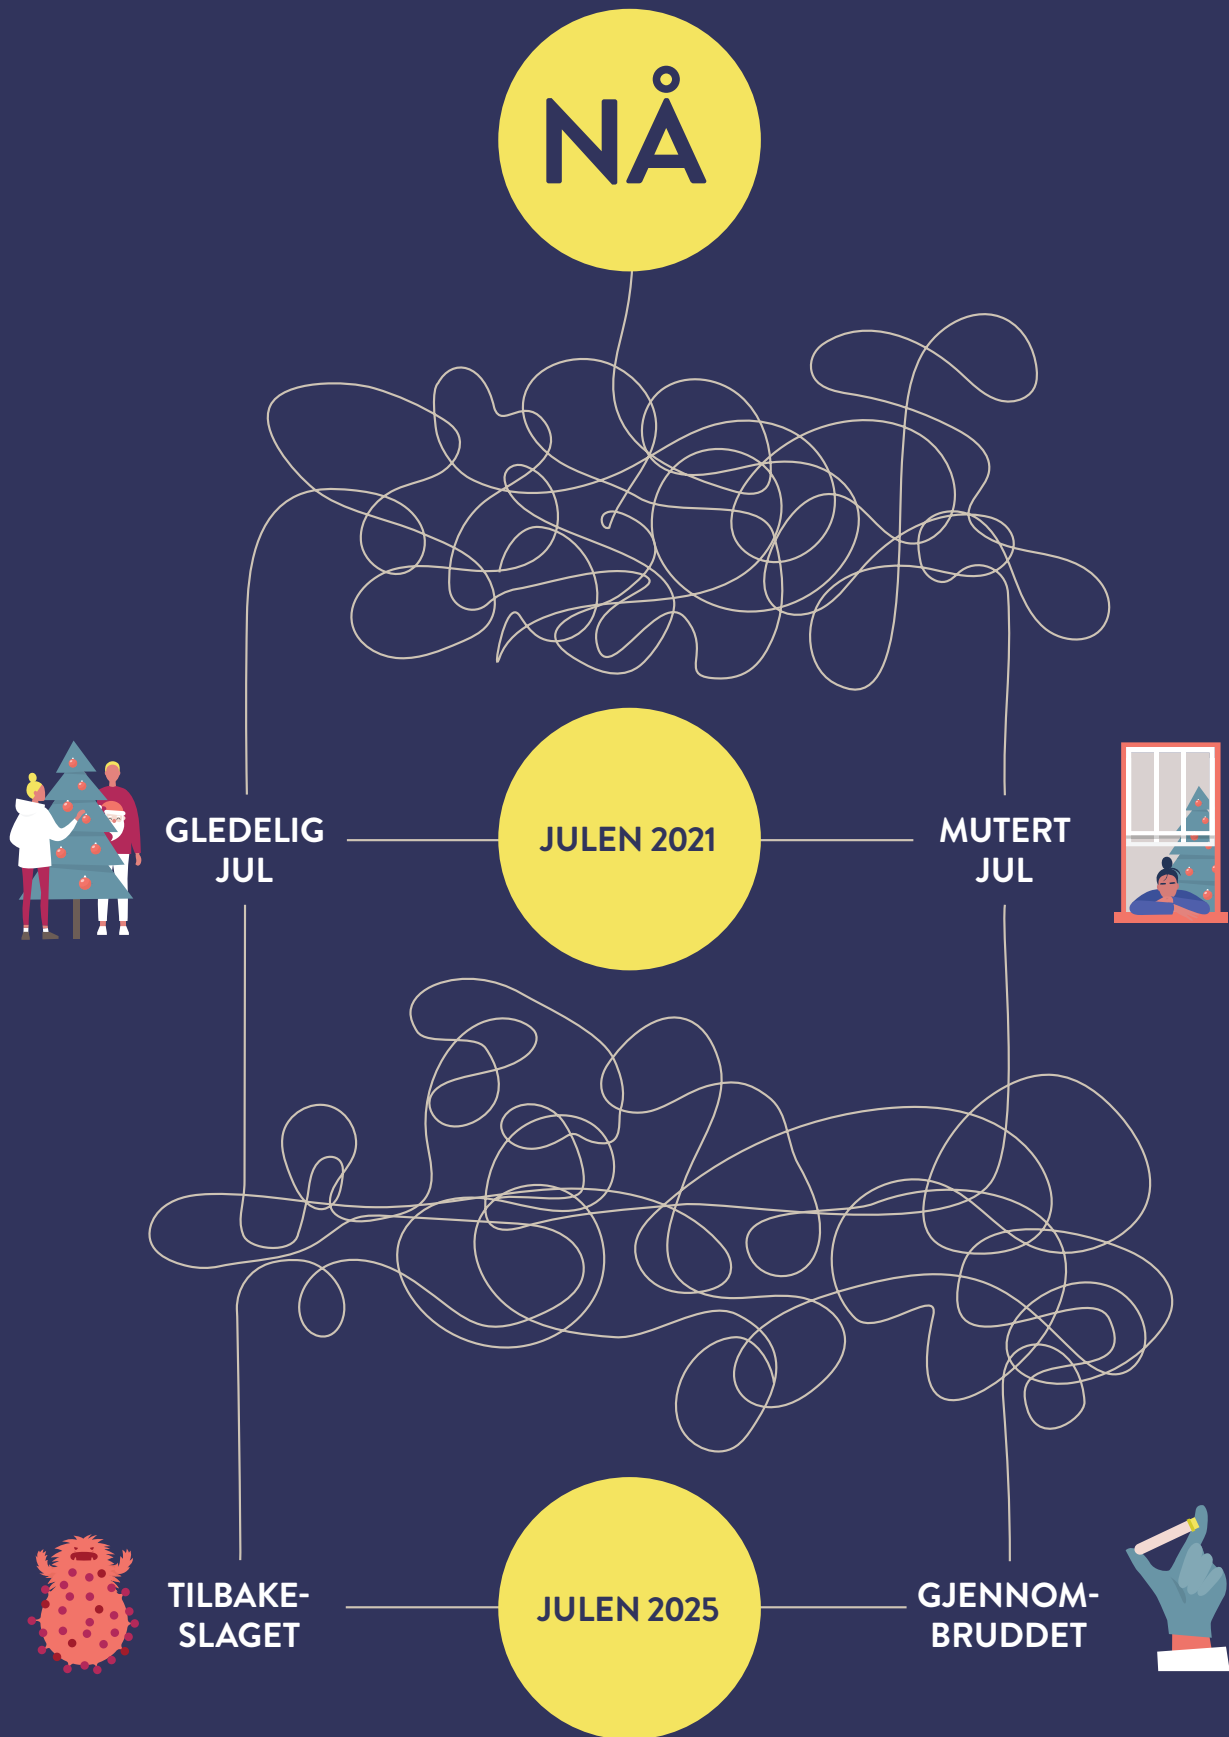 NÅ
GLEDELIG
JUL
JULEN 2021
MUTERT
JUL
TILBAKE-
SLAGET
JULEN 2025
GJENNOM-
BRUDDET